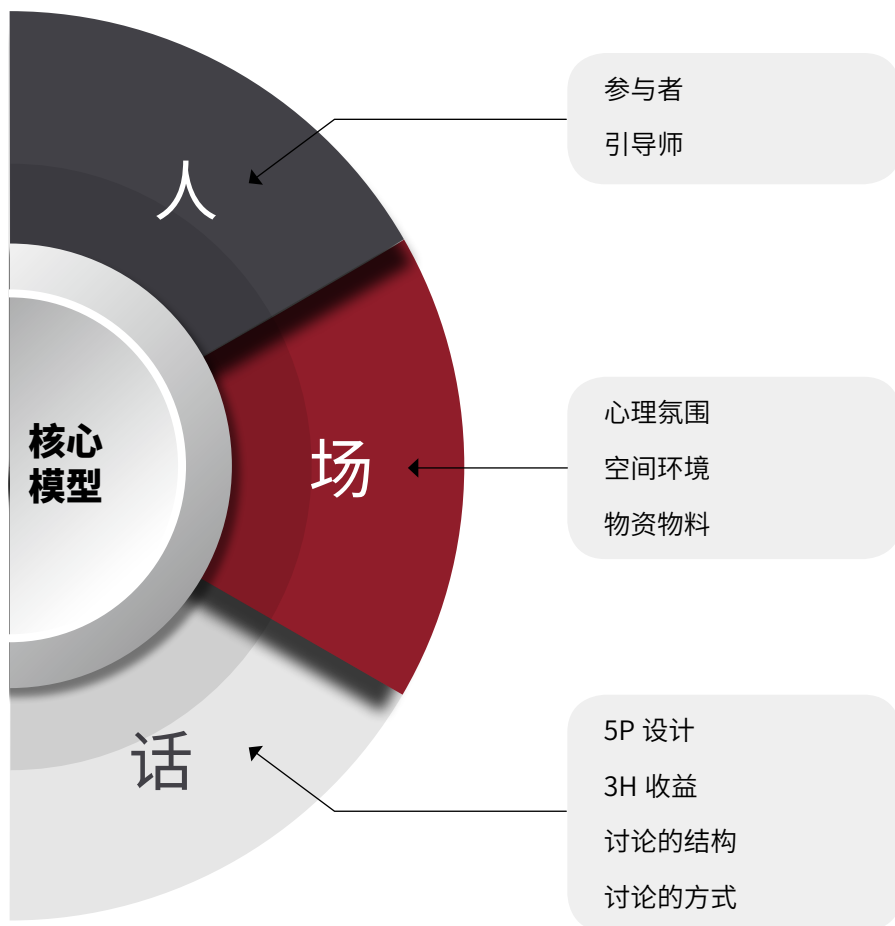 人
参与者
引导师
核心
模型
场
心理氛围
空间环境
物资物料
话
5P 设计
3H 收益
讨论的结构
讨论的方式